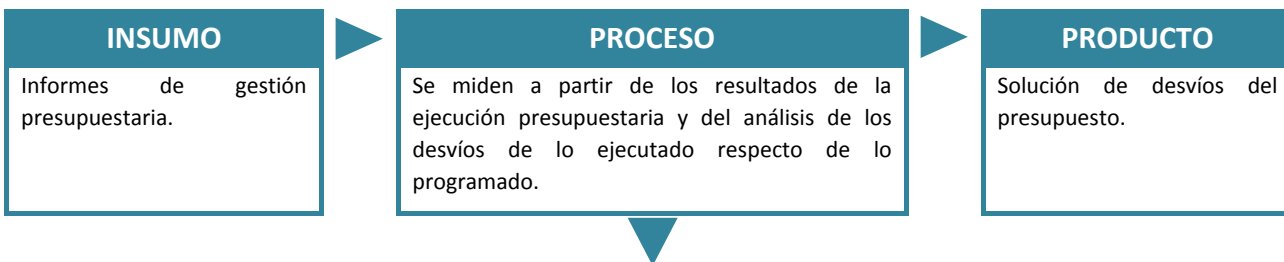 INSUMO
Informes de gestión
presupuestaria.
PROCESO
Se miden a partir de los resultados de la
ejecución presupuestaria y del análisis de los
desvíos de lo ejecutado respecto de lo
programado.
PRODUCTO
Solución de desvíos del
presupuesto.